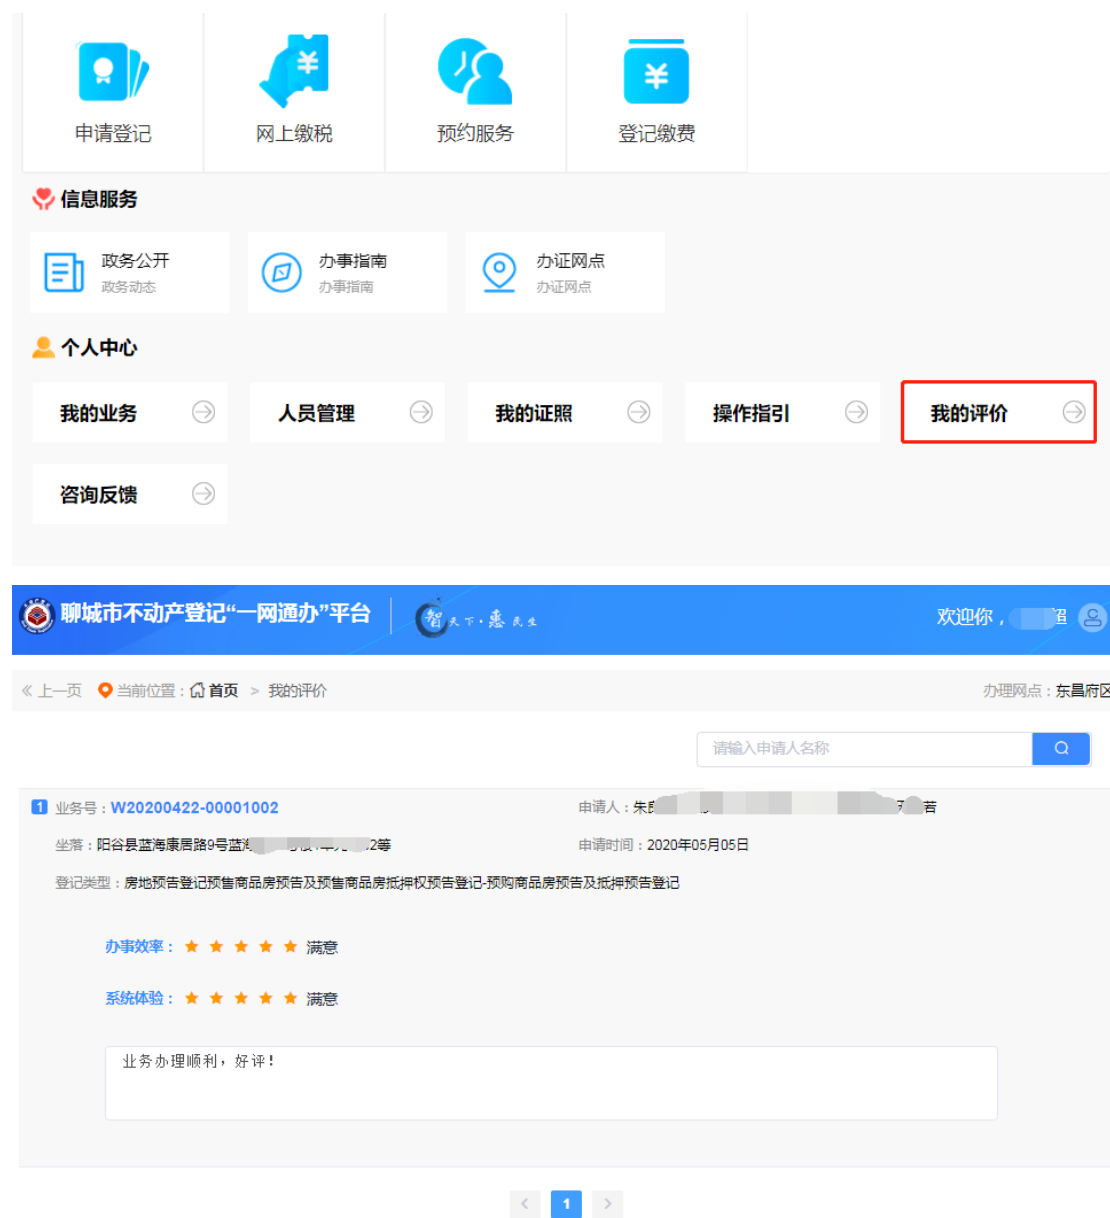 申请登记 网上缴税 预约服务 登记缴费
信息服务
政务公开 办事指南 办证网点
政务动态 办事指南 办证网点
个人中心
我的业务 人员管理 我的证照 操作指引 我的评价
咨询反馈
聊城市不动产登记“一网通办”平台 智天下·惠民生 欢迎你，
上一页 当前位置： 首页 > 我的评价 办理网点：东昌府区
请输入申请人名称
1 业务号：W20200422-00001002 申请人：朱 若
坐落：阳谷县蓝海康居路9号蓝 2等 申请时间：2020年05月05日
登记类型：房地预告登记预售商品房预告及预售商品房抵押权预告登记-预购商品房预告及抵押预告登记
办事效率： 满意
系统体验： 满意
业务办理顺利，好评！
< 1 >